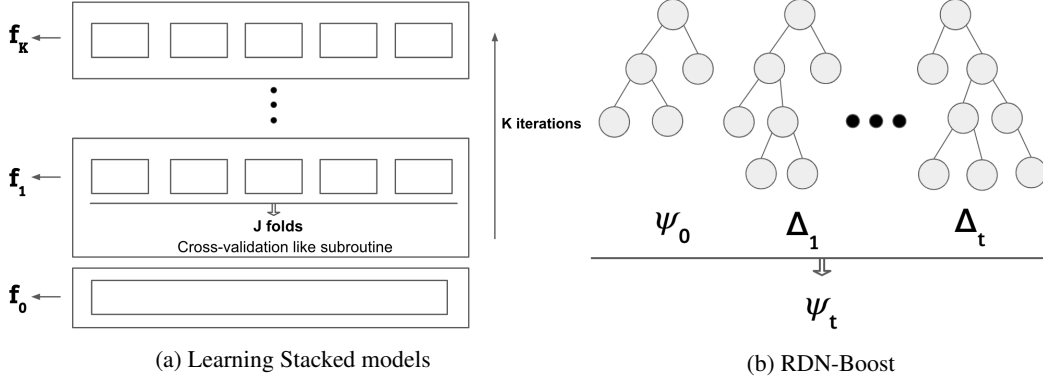 f_K
K iterations
f_1
J folds
Cross-validation like subroutine
f_0
(a) Learning Stacked models
ψ_0
Δ_1
Δ_t
ψ_t
(b) RDN-Boost